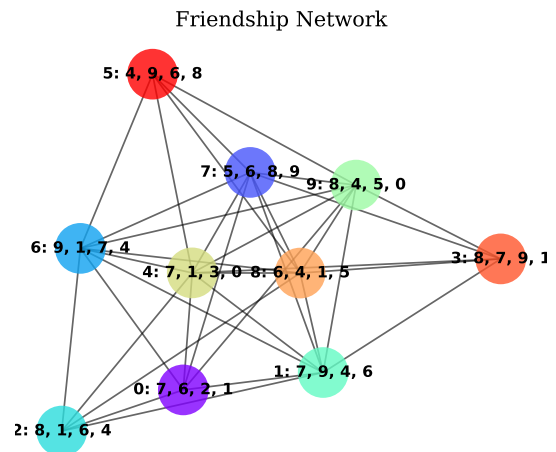 Friendship Network
5: 4, 9, 6, 8
7: 5, 6, 8, 9
9: 8, 4, 5, 0
6: 9, 1, 7, 4
4: 7, 1, 3, 0
8: 6, 4, 1, 5
3: 8, 7, 9, 1
1: 7, 9, 4, 6
0: 7, 6, 2, 1
2: 8, 1, 6, 4